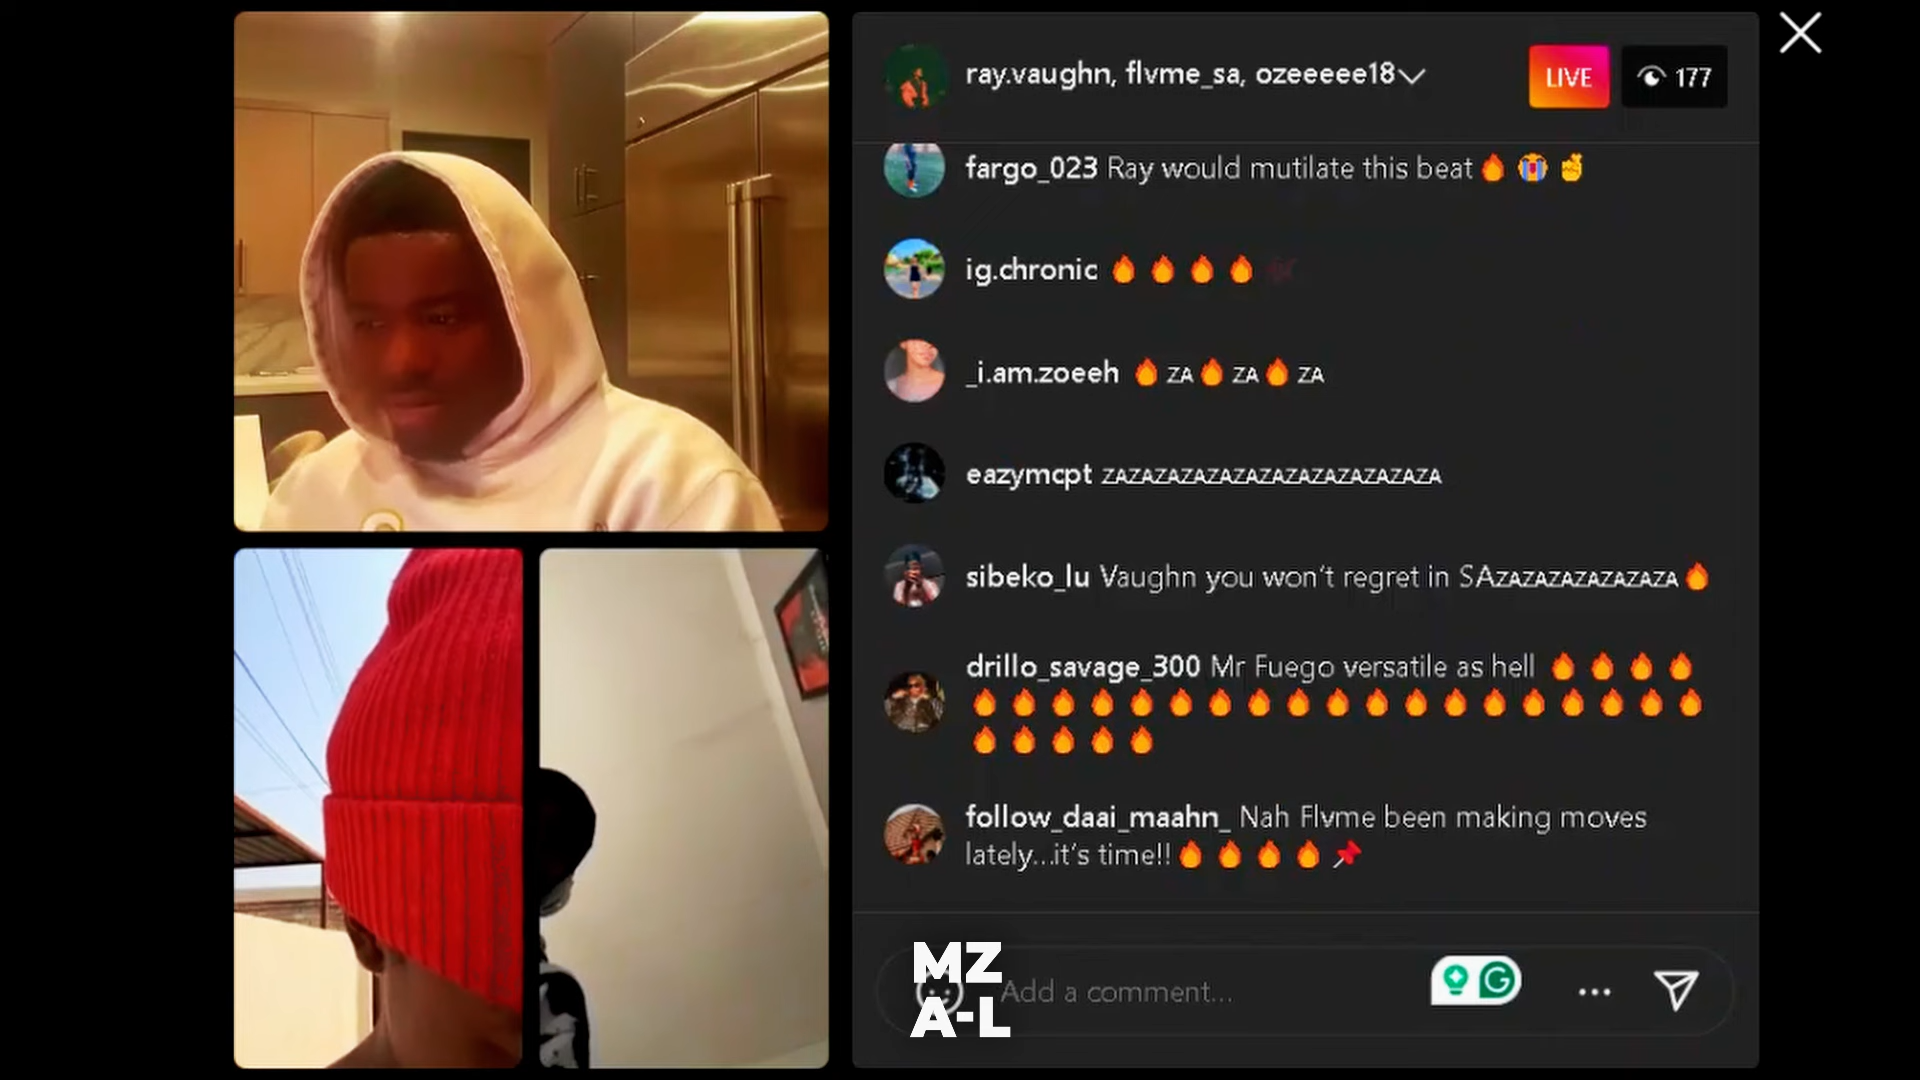 ray.vaughn, flvme_sa, ozeeeee18
LIVE
177
fargo_023 Ray would mutilate this beat🔥😭✌
ig.chronic 🔥🔥🔥🔥
_i.am.zoeeh 🔥ZA🔥ZA🔥ZA
eazymcpt ZAZAZAZAZAZAZAZAZAZAZAZAZA
sibeko_lu Vaughn you won't regret in SAZAZAZAZAZAZAZA🔥
drillo_savage_300 Mr Fuego versatile as hell 🔥🔥🔥🔥
🔥🔥🔥🔥🔥🔥🔥🔥🔥🔥🔥🔥🔥🔥🔥🔥🔥🔥🔥
🔥🔥🔥🔥🔥
follow_daai_maahn_ Nah Flvme been making moves
lately...it's time!!🔥🔥🔥🔥📌
MZ
A-L
Add a comment...